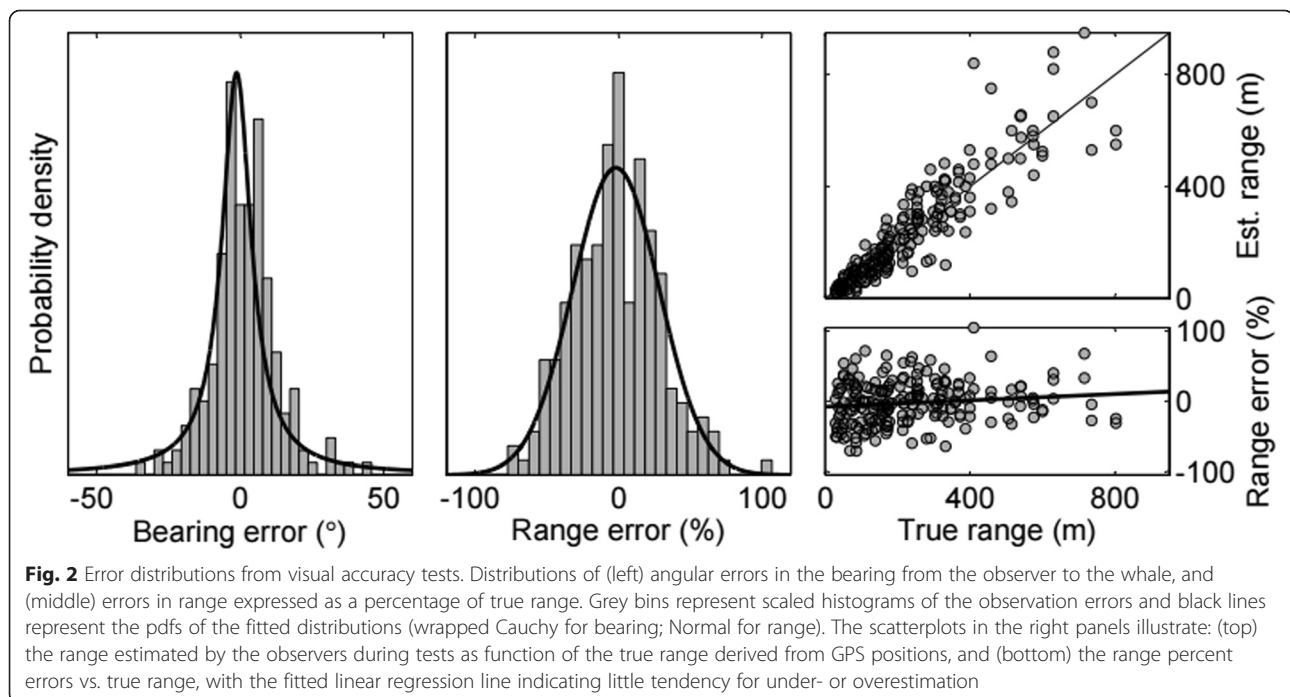 Probability density
-50 0 50
Bearing error (°)
-100 0 100
Range error (%)
800
400
0
Est. range (m)
100
0
-100
Range error (%)
0 400 800
True range (m)
Fig. 2 Error distributions from visual accuracy tests. Distributions of (left) angular errors in the bearing from the observer to the whale, and
(middle) errors in range expressed as a percentage of true range. Grey bins represent scaled histograms of the observation errors and black lines
represent the pdfs of the fitted distributions (wrapped Cauchy for bearing; Normal for range). The scatterplots in the right panels illustrate: (top)
the range estimated by the observers during tests as function of the true range derived from GPS positions, and (bottom) the range percent
errors vs. true range, with the fitted linear regression line indicating little tendency for under- or overestimation